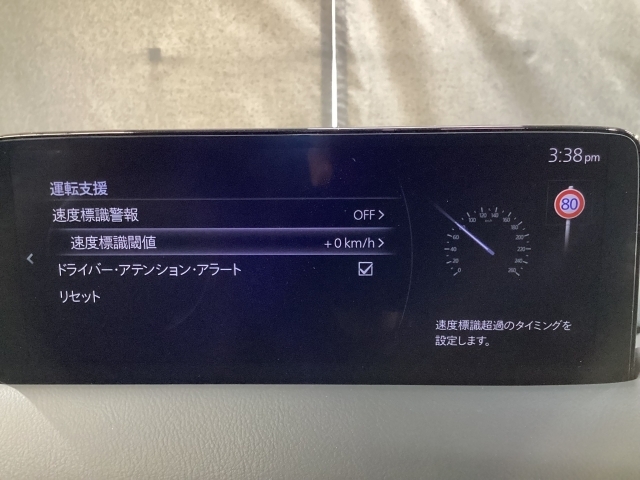 3:38 pm
運転支援
速度標識警報 OFF
速度標識閾値 +0 km/h
ドライバー・アテンション・アラート
リセット
80
速度標識超過のタイミングを
設定します。